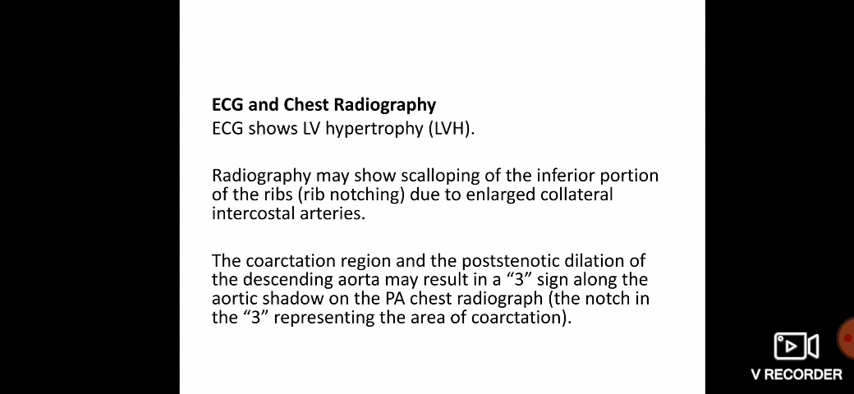 ECG and Chest Radiography
ECG shows LV hypertrophy (LVH).
Radiography may show scalloping of the inferior portion
of the ribs (rib notching) due to enlarged collateral
intercostal arteries.
The coarctation region and the poststenotic dilation of
the descending aorta may result in a “3” sign along the
aortic shadow on the PA chest radiograph (the notch in
the “3” representing the area of coarctation).
V RECORDER